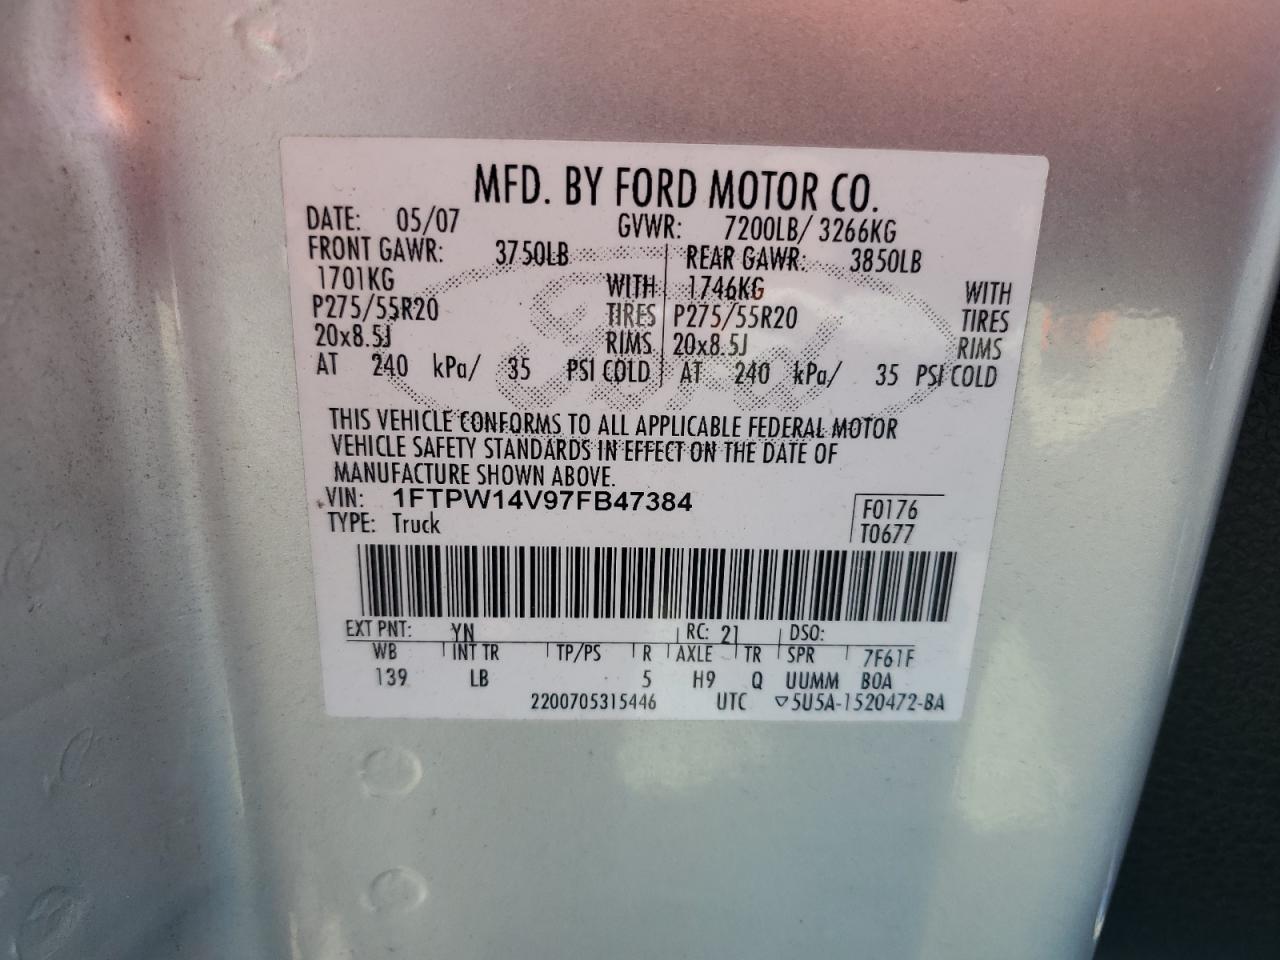 MFD. BY FORD MOTOR CO.
DATE: 05/07 GVWR: 7200LB/ 3266KG
FRONT GAWR: 3750LB REAR GAWR: 3850LB
1701KG WITH 1746KG WITH
P275/55R20 TIRES P275/55R20 TIRES
20x8.5J RIMS 20x8.5J RIMS
AT 240 kPa/ 35 PSI COLD AT 240 kPa/ 35 PSI COLD
THIS VEHICLE CONFORMS TO ALL APPLICABLE FEDERAL MOTOR
VEHICLE SAFETY STANDARDS IN EFFECT ON THE DATE OF
MANUFACTURE SHOWN ABOVE.
VIN: 1FTPW14V97FB47384 F0176
TYPE: Truck T0677
EXT PNT: YN RC: 21 DSO:
WB INT TR TP/PS R AXLE TR SPR 7F61F
139 LB 5 H9 Q UUMM BOA
2200705315446 UTC ▽5U5A-1520472-BA